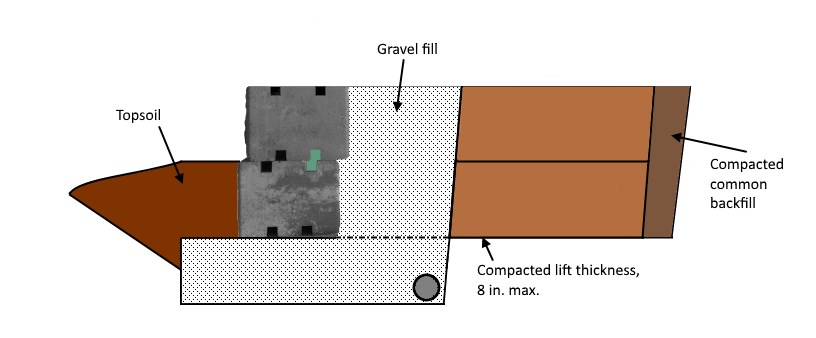 Gravel fill
Topsoil
Compacted
common
backfill
Compacted lift thickness,
8 in. max.